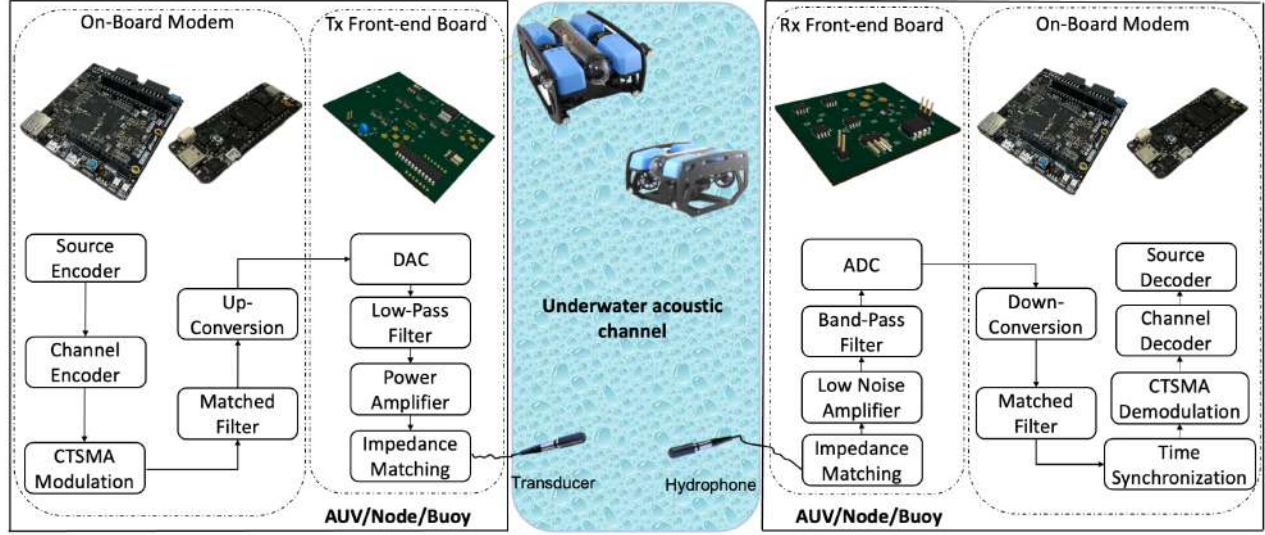 On-Board Modem
Tx Front-end Board
Rx Front-end Board
On-Board Modem
Source
Encoder
Channel
Encoder
CTSMA
Modulation
Up-
Conversion
Matched
Filter
DAC
Low-Pass
Filter
Power
Amplifier
Impedance
Matching
Transducer
AUV/Node/Buoy
Underwater acoustic
channel
Hydrophone
ADC
Band-Pass
Filter
Low Noise
Amplifier
Impedance
Matching
AUV/Node/Buoy
Down-
Conversion
Matched
Filter
Source
Decoder
Channel
Decoder
CTSMA
Demodulation
Time
Synchronization